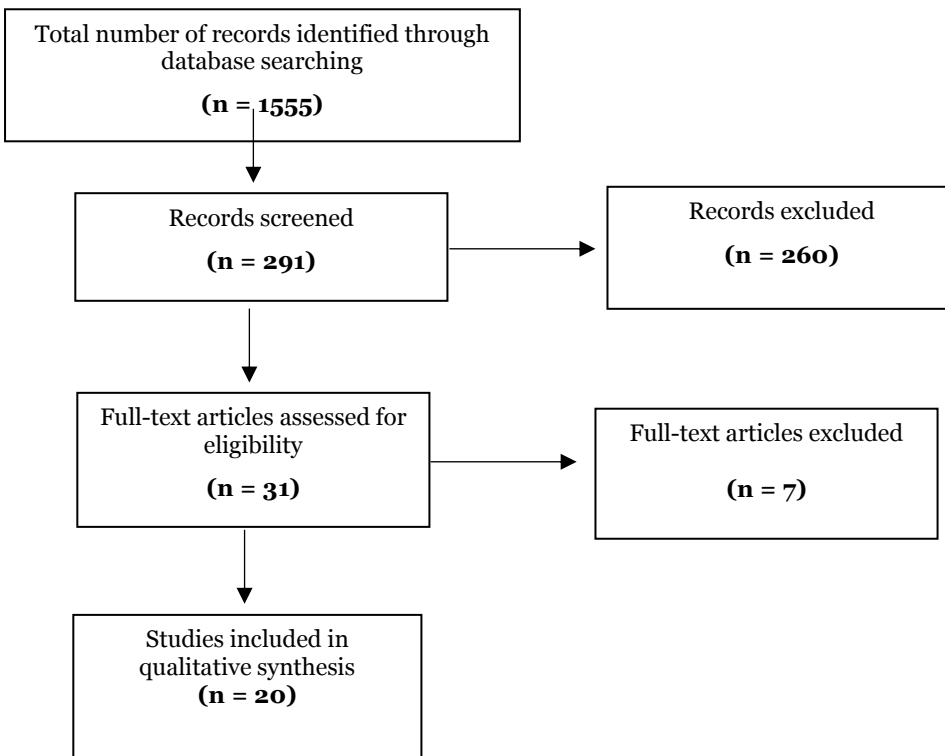 Total number of records identified through
database searching
(n = 1555)
Records screened
(n = 291)
Records excluded
(n = 260)
Full-text articles assessed for
eligibility
(n = 31)
Full-text articles excluded
(n = 7)
Studies included in
qualitative synthesis
(n = 20)